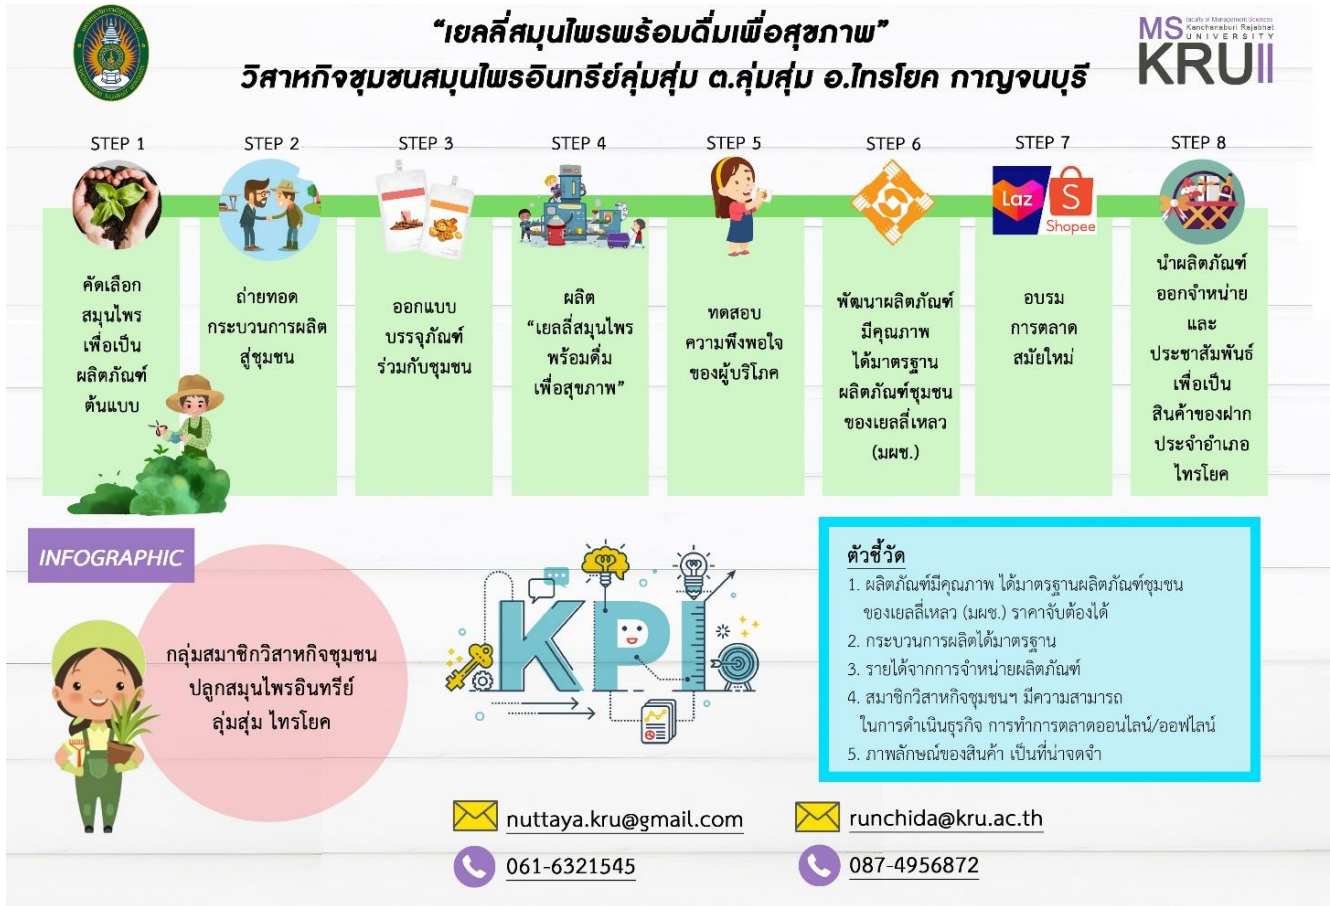 “เยลลี่สมุนไพรพร้อมดื่มเพื่อสุขภาพ”
วิสาหกิจชุมชนสมุนไพรอินทรีย์ลุ่มสุ่ม ต.ลุ่มสุ่ม อ.ไทรโยค กาญจนบุรี
MS
Faculty of Management Sciences
Kanchanaburi Rajabhat
UNIVERSITY
KRU
STEP 1
คัดเลือก
สมุนไพร
เพื่อเป็น
ผลิตภัณฑ์
ต้นแบบ
STEP 2
ถ่ายทอด
กระบวนการผลิต
สู่ชุมชน
STEP 3
ออกแบบ
บรรจุภัณฑ์
ร่วมกับชุมชน
STEP 4
ผลิต
“เยลลี่สมุนไพร
พร้อมดื่ม
เพื่อสุขภาพ”
STEP 5
ทดสอบ
ความพึงพอใจ
ของผู้บริโภค
STEP 6
พัฒนาผลิตภัณฑ์
มีคุณภาพ
ได้มาตรฐาน
ผลิตภัณฑ์ชุมชน
ของเยลลี่เหลว
(มผช.)
STEP 7
Laz
S
Shopee
อบรม
การตลาด
สมัยใหม่
STEP 8
นำผลิตภัณฑ์
ออกจำหน่าย
และ
ประชาสัมพันธ์
เพื่อเป็น
สินค้าของฝาก
ประจำอำเภอ
ไทรโยค
INFOGRAPHIC
กลุ่มสมาชิกวิสาหกิจชุมชน
ปลูกสมุนไพรอินทรีย์
ลุ่มสุ่ม ไทรโยค
KPI
ตัวชี้วัด
1. ผลิตภัณฑ์มีคุณภาพ ได้มาตรฐานผลิตภัณฑ์ชุมชน
ของเยลลี่เหลว (มผช.) ราคาจับต้องได้
2. กระบวนการผลิตได้มาตรฐาน
3. รายได้จากการจำหน่ายผลิตภัณฑ์
4. สมาชิกวิสาหกิจชุมชนฯ มีความสามารถ
ในการดำเนินธุรกิจ การทำการตลาดออนไลน์/ออฟไลน์
5. ภาพลักษณ์ของสินค้า เป็นที่น่าจดจำ
nuttaya.kru@gmail.com
061-6321545
runchida@kru.ac.th
087-4956872